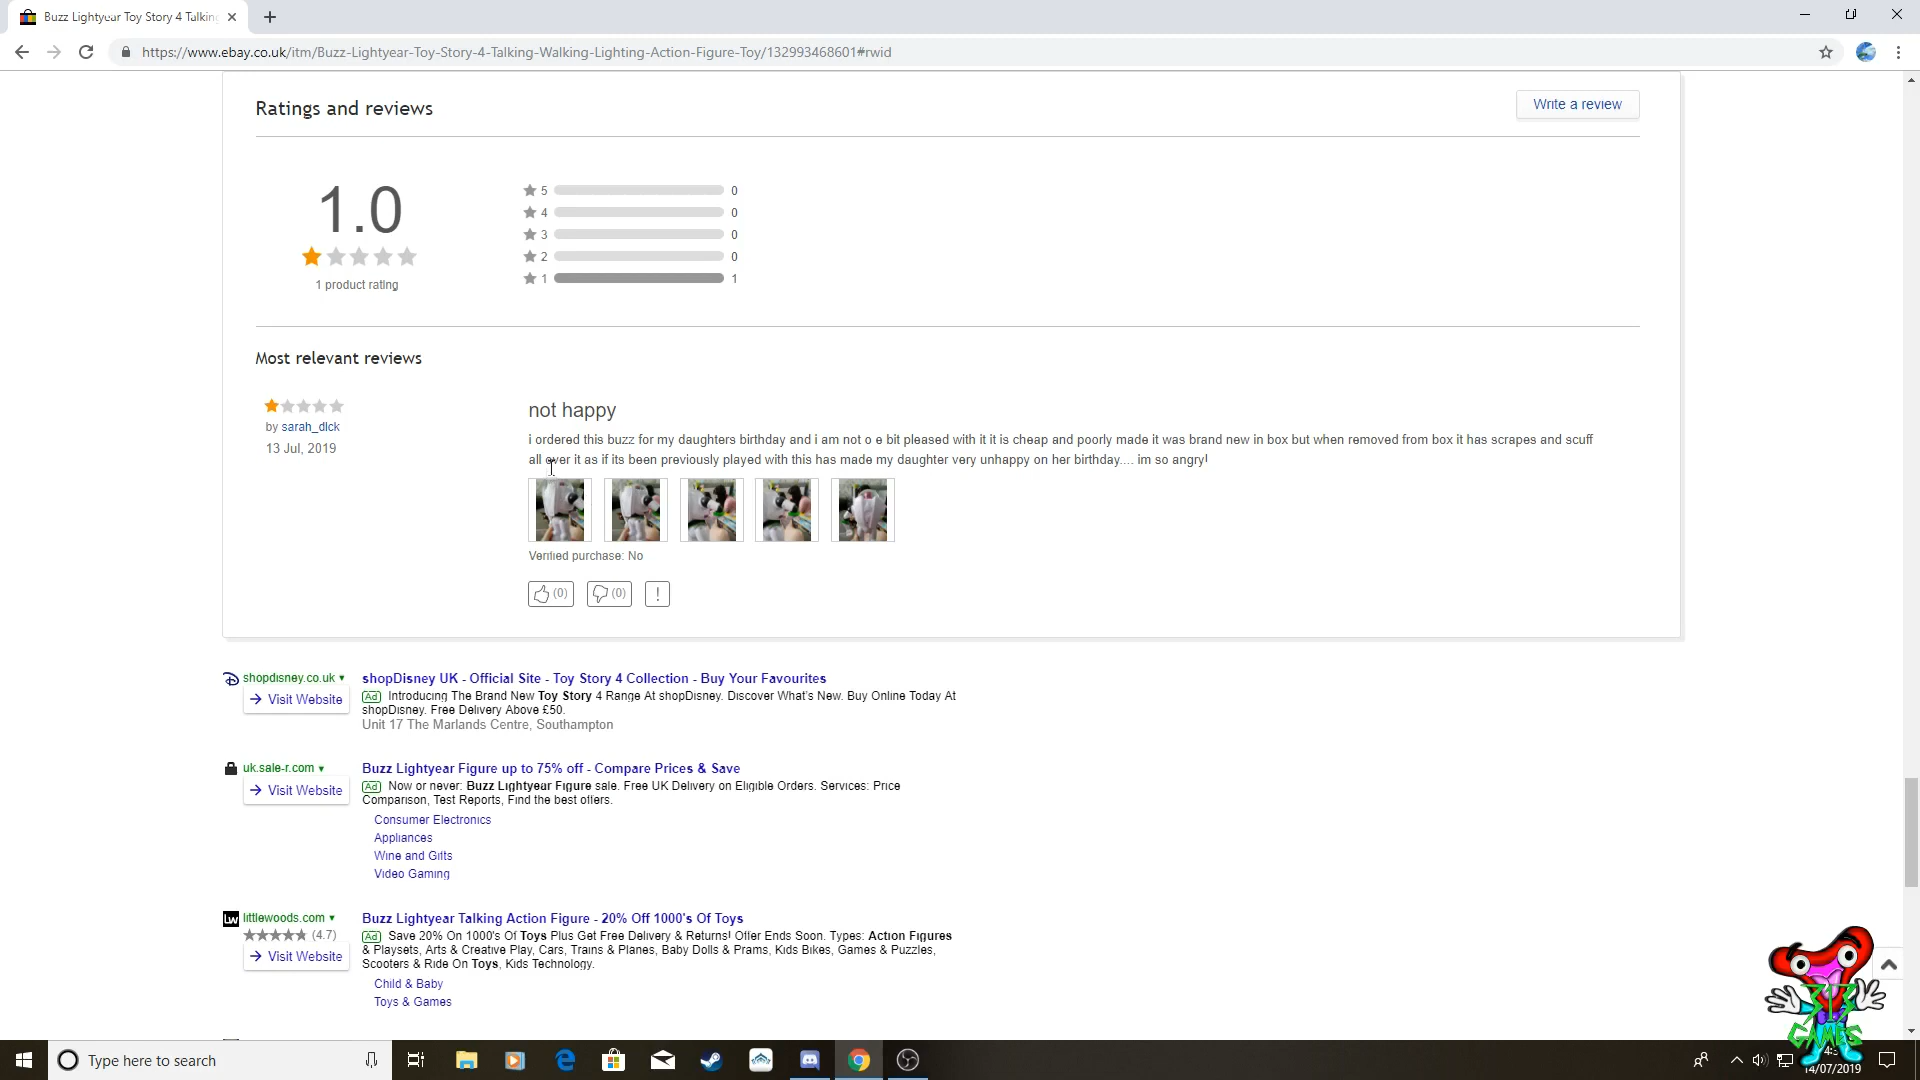 Buzz Lightyear Toy Story 4 Talking
https://www.ebay.co.uk/itm/Buzz-Lightyear-Toy-Story-4-Talking-Walking-Lighting-Action-Figure-Toy/132993468601#rwid
Ratings and reviews
Write a review
1.0
1 product rating
5 0
4 0
3 0
2 0
1 1
Most relevant reviews
by sarah_dlck
13 Jul, 2019
not happy
i ordered this buzz for my daughters birthday and i am not o e bit pleased with it it is cheap and poorly made it was brand new in box but when removed from box it has scrapes and scuff
all over it as if its been previously played with this has made my daughter very unhappy on her birthday.... im so angry!
Verified purchase: No
(0) (0) !
shopdisney.co.uk
Visit Website
shopDisney UK - Official Site - Toy Story 4 Collection - Buy Your Favourites
Ad Introducing The Brand New Toy Story 4 Range At shopDisney. Discover What's New. Buy Online Today At
shopDisney. Free Delivery Above £50.
Unit 17 The Marlands Centre, Southampton
uk.sale-r.com
Visit Website
Buzz Lightyear Figure up to 75% off - Compare Prices & Save
Ad Now or never: Buzz Lightyear Figure sale. Free UK Delivery on Eligible Orders. Services: Price
Comparison, Test Reports, Find the best offers.
Consumer Electronics
Appliances
Wine and Gifts
Video Gaming
Lw littlewoods.com
(4.7)
Visit Website
Buzz Lightyear Talking Action Figure - 20% Off 1000's Of Toys
Ad Save 20% On 1000's Of Toys Plus Get Free Delivery & Returns! Offer Ends Soon. Types: Action Figures
& Playsets, Arts & Creative Play, Cars, Trains & Planes, Baby Dolls & Prams, Kids Bikes, Games & Puzzles,
Scooters & Ride On Toys, Kids Technology.
Child & Baby
Toys & Games
313
GAMES
Type here to search
14/07/2019